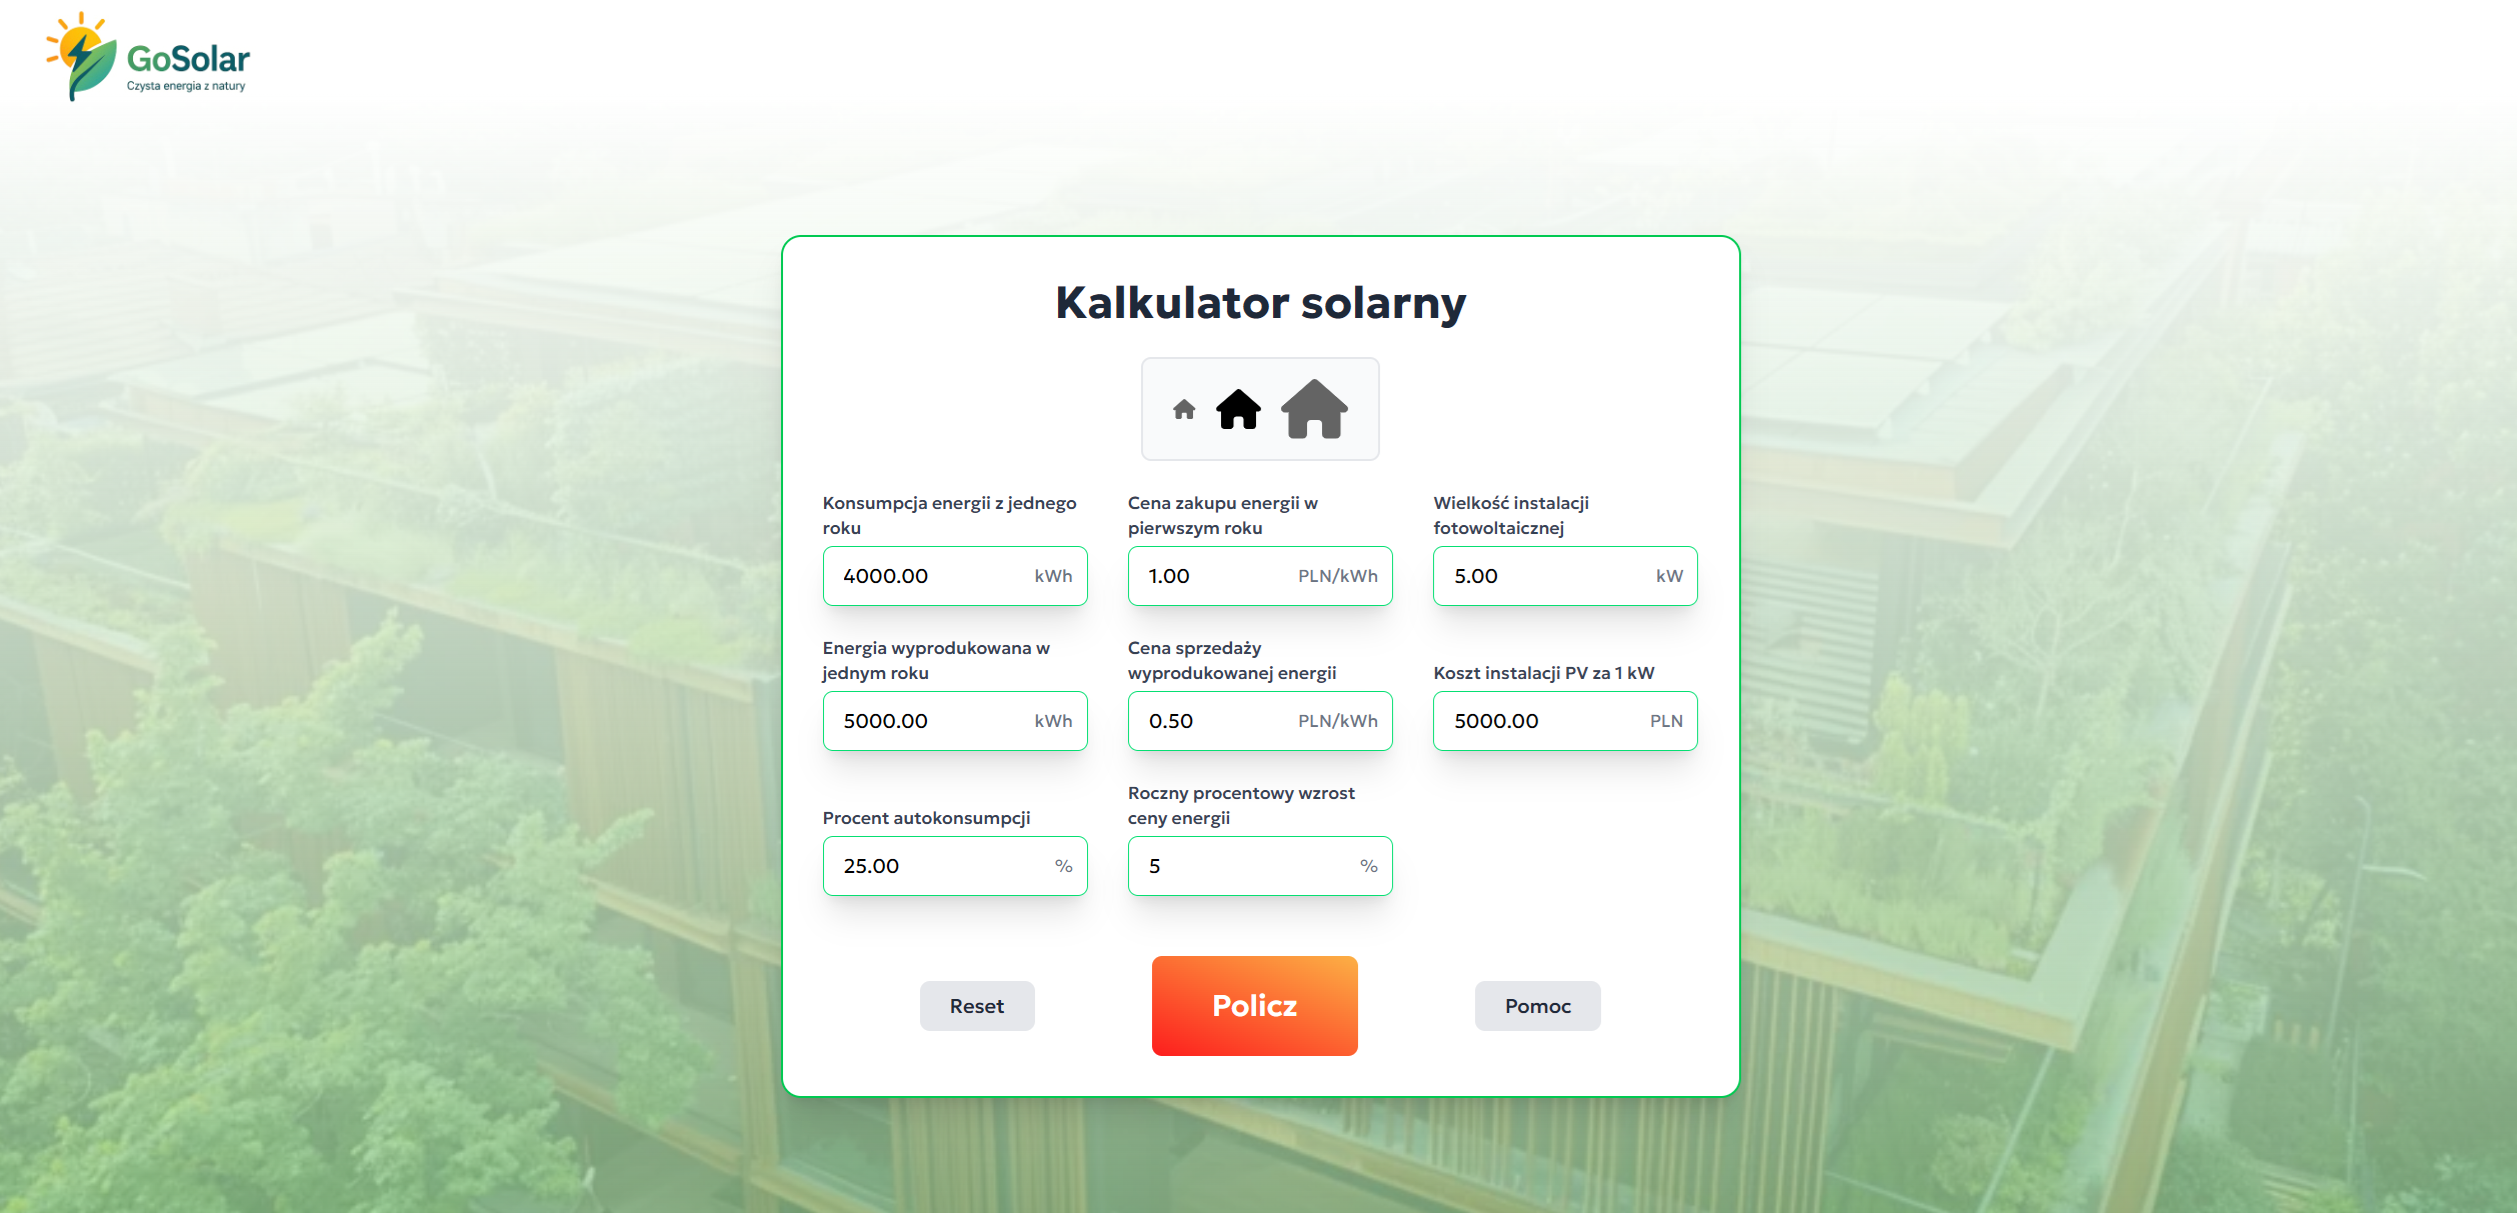 GoSolar
Czysta energia z natury
Kalkulator solarny
Konsumpcja energii z jednego
roku
4000.00 kWh
Cena zakupu energii w
pierwszym roku
1.00 PLN/kWh
Wielkość instalacji
fotowoltaicznej
5.00 kW
Energia wyprodukowana w
jednym roku
5000.00 kWh
Cena sprzedaży
wyprodukowanej energii
0.50 PLN/kWh
Koszt instalacji PV za 1 kW
5000.00 PLN
Procent autokonsumpcji
25.00 %
Roczny procentowy wzrost
ceny energii
5 %
Reset
Policz
Pomoc